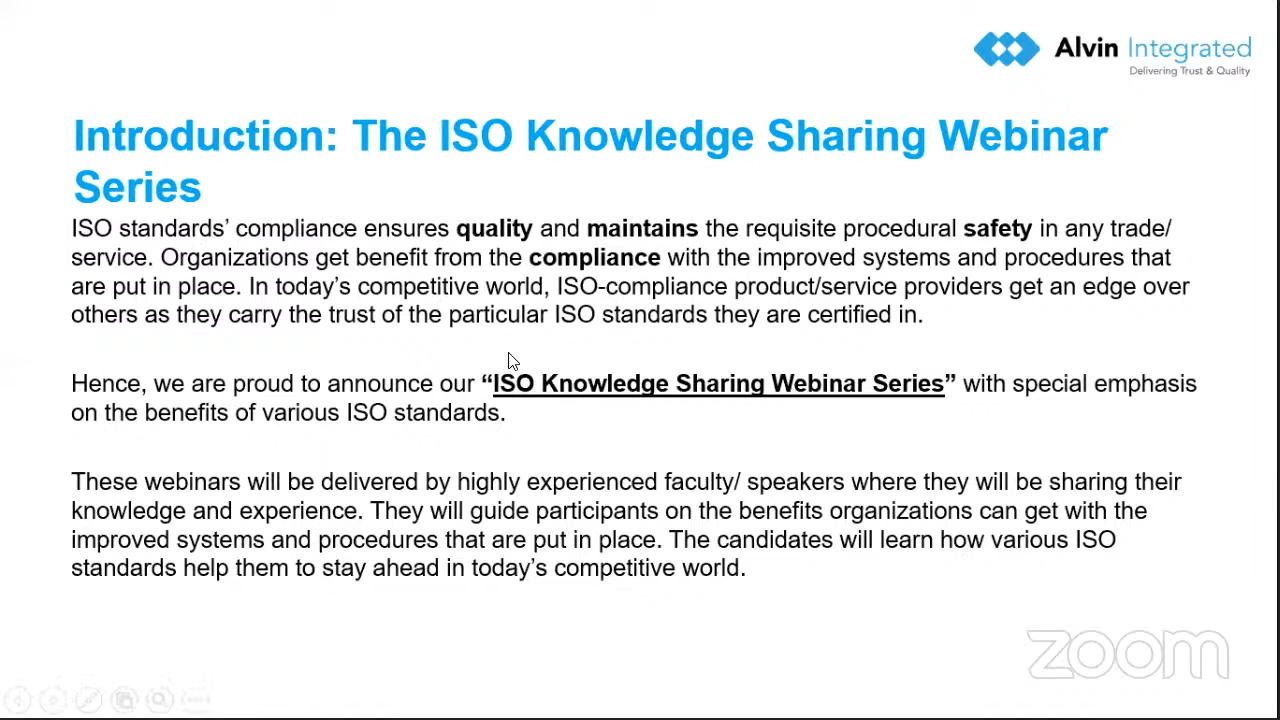 Alvin Integrated
Delivering Trust & Quality
Introduction: The ISO Knowledge Sharing Webinar
Series
ISO standards’ compliance ensures quality and maintains the requisite procedural safety in any trade/
service. Organizations get benefit from the compliance with the improved systems and procedures that
are put in place. In today’s competitive world, ISO-compliance product/service providers get an edge over
others as they carry the trust of the particular ISO standards they are certified in.
Hence, we are proud to announce our “ISO Knowledge Sharing Webinar Series” with special emphasis
on the benefits of various ISO standards.
These webinars will be delivered by highly experienced faculty/ speakers where they will be sharing their
knowledge and experience. They will guide participants on the benefits organizations can get with the
improved systems and procedures that are put in place. The candidates will learn how various ISO
standards help them to stay ahead in today’s competitive world.
zoom